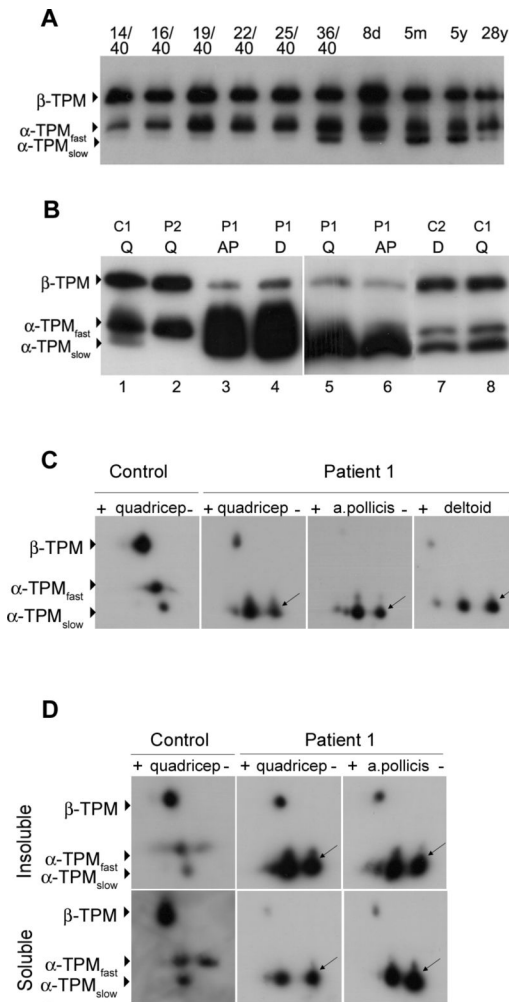 A
14/ 16/ 19/ 22/ 25/ 36/ 8d 5m 5y 28y
40 40 40 40 40 40
β-TPM
α-TPMfast
α-TPMslow
B
C1 P2 P1 P1 P1 P1 C2 C1
Q Q AP D Q AP D Q
β-TPM
α-TPMfast
α-TPMslow
1 2 3 4 5 6 7 8
C
Control Patient 1
+ quadricep - + quadricep - + a.pollicis - + deltoid
β-TPM
α-TPMfast
α-TPMslow
D
Control Patient 1
+ quadricep - + quadricep - + a.pollicis -
Insoluble
β-TPM
α-TPMfast
α-TPMslow
Soluble
β-TPM
α-TPMfast
α-TPMslow